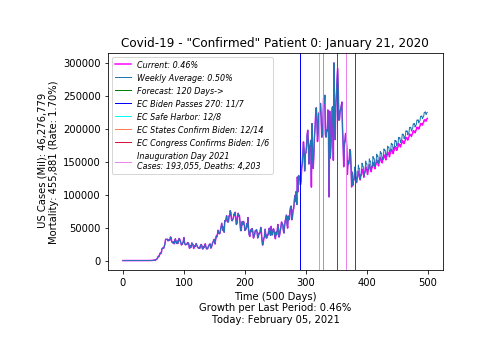 Covid-19 - "Confirmed" Patient 0: January 21, 2020
US Cases (Mil): 46,276,779
Mortality: 455,881 (Rate: 1.70%)
300000
250000
200000
150000
100000
50000
0
Current: 0.46%
Weekly Average: 0.50%
Forecast: 120 Days->
EC Biden Passes 270: 11/7
EC Safe Harbor: 12/8
EC States Confirm Biden: 12/14
EC Congress Confirms Biden: 1/6
Inauguration Day 2021
Cases: 193,055, Deaths: 4,203
0 100 200 300 400 500
Time (500 Days)
Growth per Last Period: 0.46%
Today: February 05, 2021